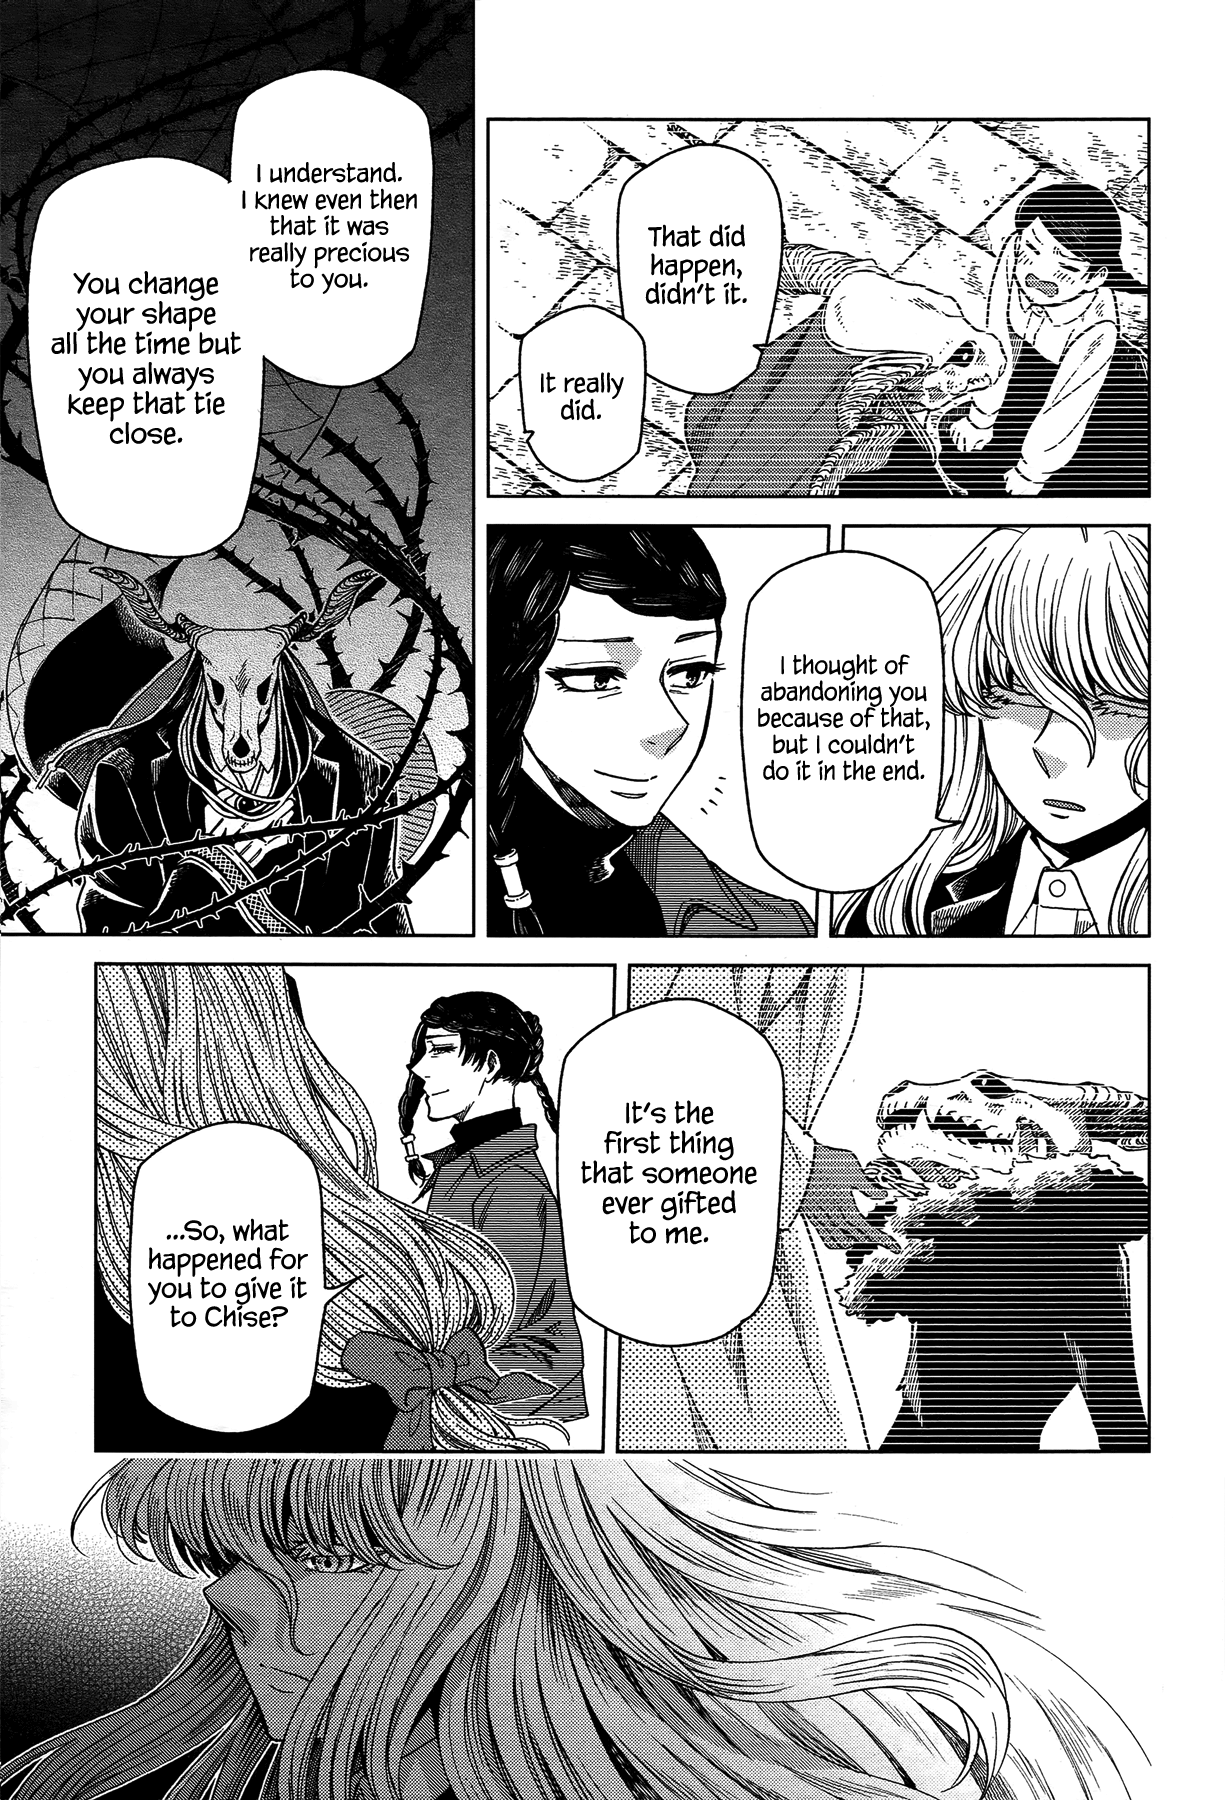 That did
happen,
didn't it.
It really
did.
I thought of
abandoning you
because of that,
but I couldn't
do it in the end.
I understand.
I knew even then
that it was
really precious
to you.
You change
your shape
all the time but
you always
keep that tie
close.
It's the
first thing
that someone
ever gifted
to me.
...So, what
happened for
you to give it
to Chise?